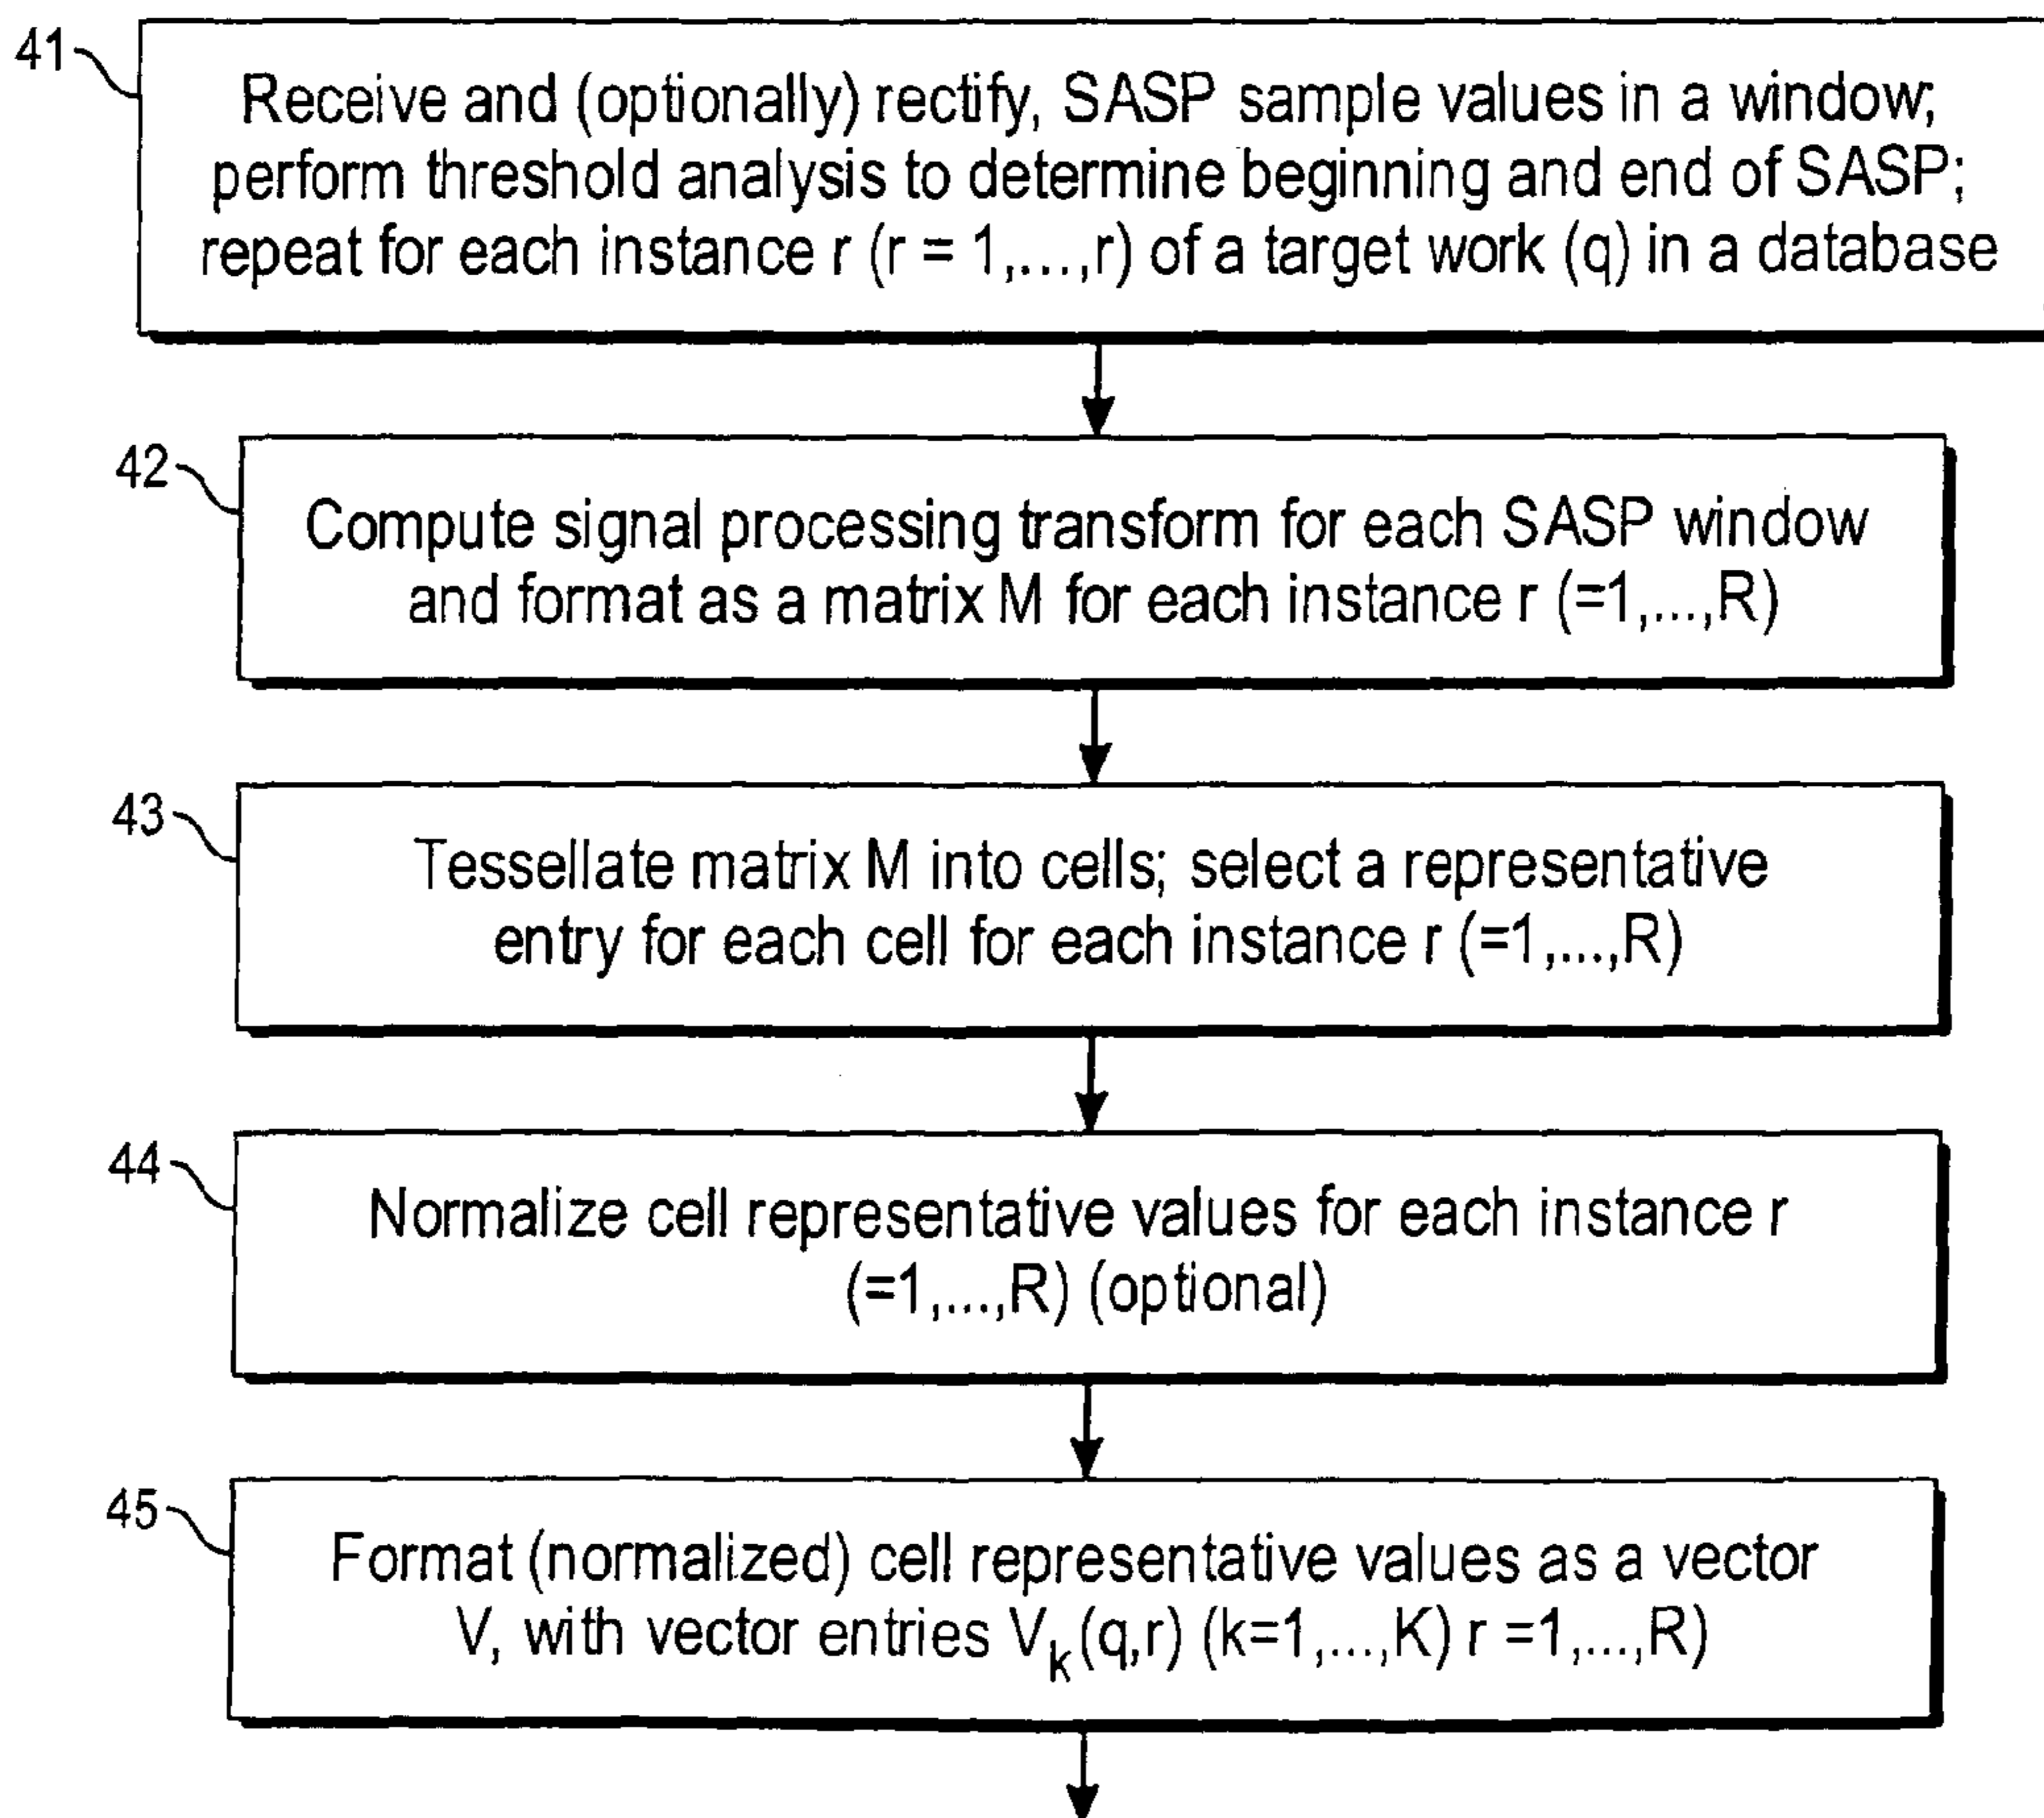 41
Receive and (optionally) rectify, SASP sample values in a window;
perform threshold analysis to determine beginning and end of SASP;
repeat for each instance r (r = 1,...,r) of a target work (q) in a database
42
Compute signal processing transform for each SASP window
and format as a matrix M for each instance r (=1,...,R)
43
Tessellate matrix M into cells; select a representative
entry for each cell for each instance r (=1,...,R)
44
Normalize cell representative values for each instance r
(=1,...,R) (optional)
45
Format (normalized) cell representative values as a vector
V, with vector entries V_k(q,r) (k=1,...,K) r =1,...,R)